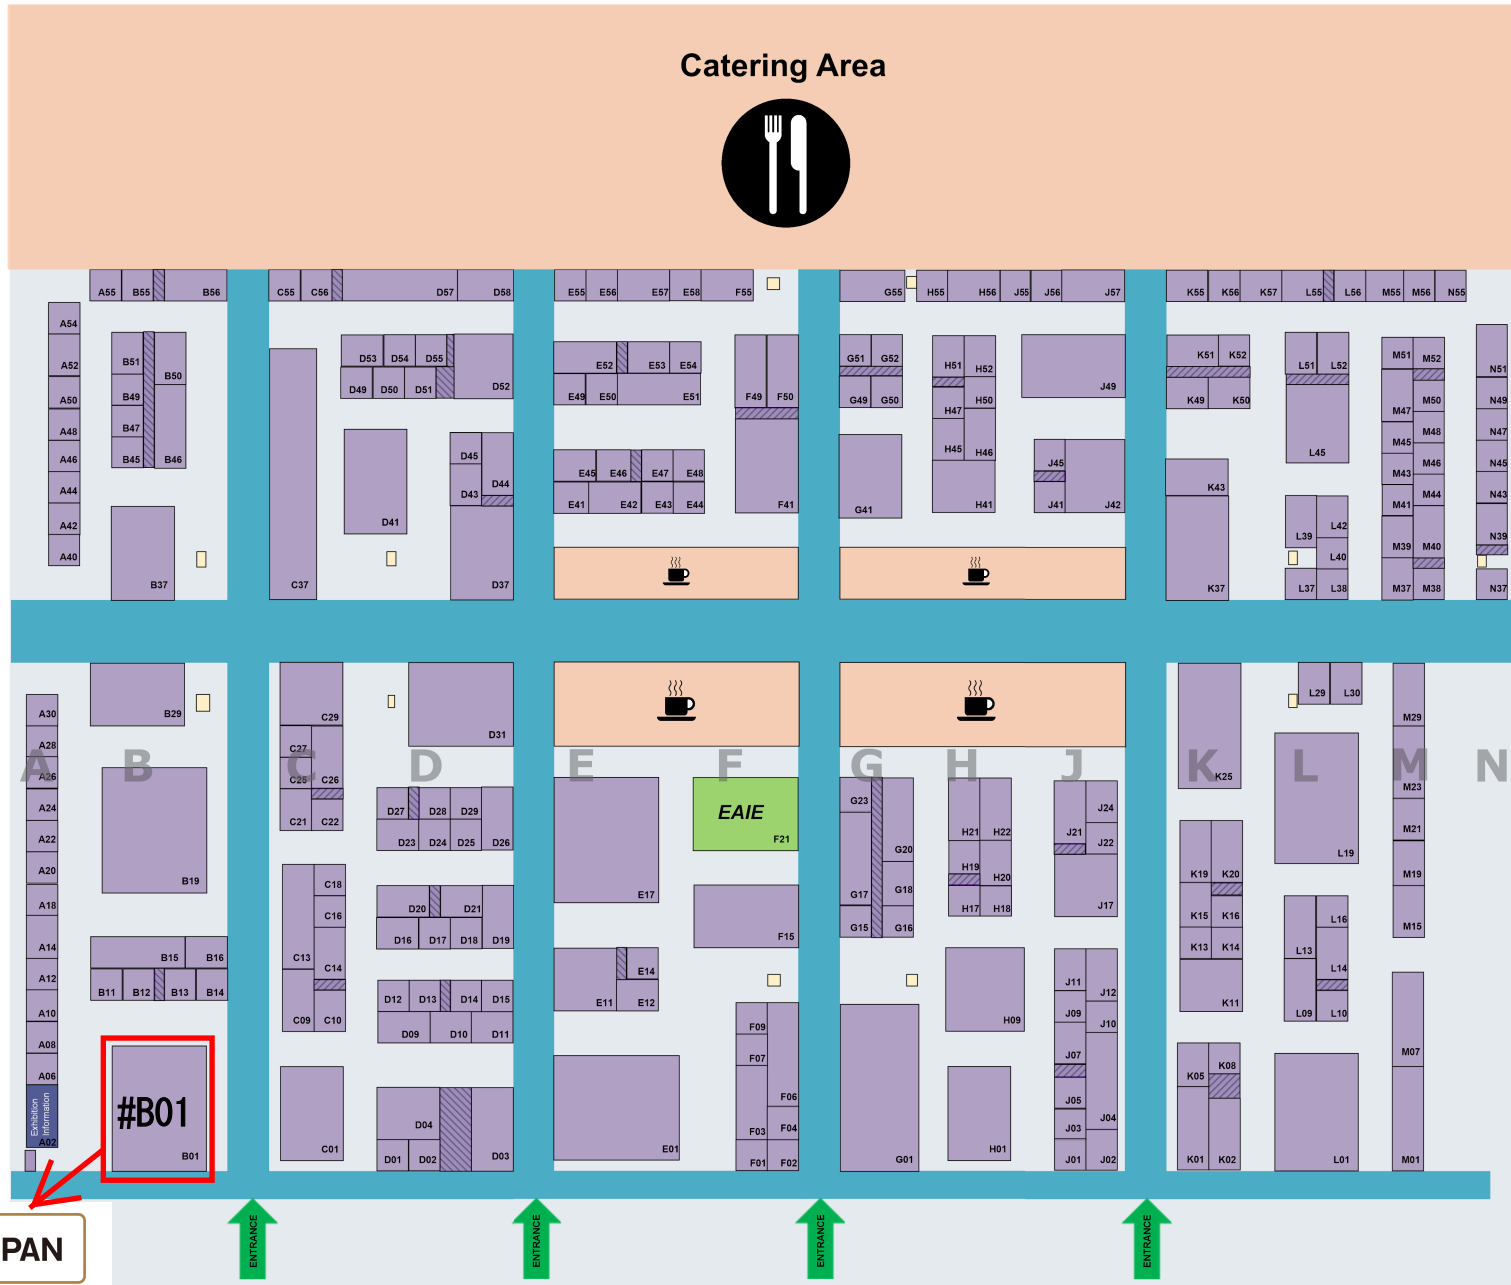 Catering Area
A55 B55 B56 C55 C56 D57 D58 E55 E56 E57 E58 F55 G55 H55 H56 J55 J56 J57 K55 K56 K57 L55 L56 M55 M56 N55
A54
A52 B51 B50 D53 D54 D55 E52 E53 E54 G51 G52 H51 H52 K51 K52 L51 L52 M51 M52 N51
A50 B49 D49 D50 D51 D52 E49 E50 E51 F49 F50 G49 G50 H47 H50 J49 K49 K50 M47 M50 N49
A48 B47 M48 N47
A46 B45 B46 D45 D44 E45 E46 E47 E48 H45 H46 J45 L45 M45 M46 N45
A44 D43 K43 M43 M44 N43
A42 D41 E41 E42 E43 E44 F41 G41 H41 J41 J42 L39 L42 M41 N39
A40 L40 M39 M40
B37 C37 D37 K37 L37 L38 M37 M38 N37
A30 B29 C29 D31 L29 L30 M29
A28 C27
A B C D E F G H J K L M N
A26 C25 C26 K25 M23
A24 C21 C22 D27 D28 D29 EAIE G23 J24
A22 D23 D24 D25 D26 F21 H21 H22 J21 J22 M21
A20 G20 L19
A18 B19 C18 E17 G17 G18 H19 H20 K19 K20 M19
C16 D20 D21 H17 H18 J17
A14 D16 D17 D18 D19 F15 G15 G16 K15 K16 L16 M15
B15 B16 C13 C14 K13 K14 L13 L14
A12 B11 B12 B13 B14 E14 J11 J12
A10 C09 C10 D12 D13 D14 D15 E11 E12 K11 L09 L10
A08 D09 D10 D11 F09 H09 J09 J10
A06 F07 J07 K05 K08 M07
Exhibition
Information
A02
#B01
B01
C01 D04 F06 J05
F03 F04 J03 J04
D01 D02 D03 E01 F01 F02 G01 H01 J01 J02 K01 K02 L01 M01
ENTRANCE ENTRANCE ENTRANCE ENTRANCE
PAN